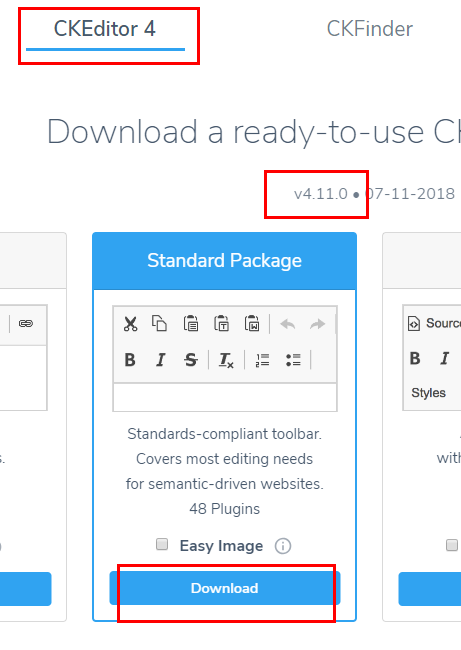 CKEditor 4
CKFinder
Download a ready-to-use
v4.11.0 • 07-11-2018
Standard Package
B I S Tx
Standards-compliant toolbar.
Covers most editing needs
for semantic-driven websites.
48 Plugins
Easy Image
Download
B I
Styles
with